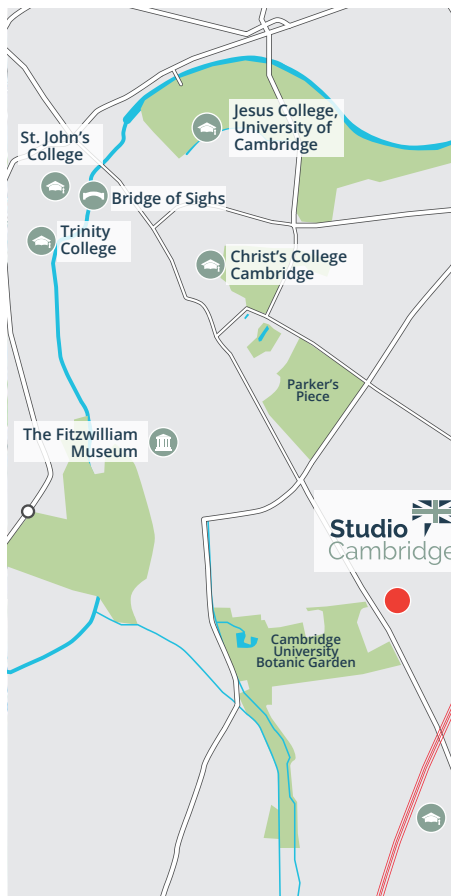 Jesus College,
University of
Cambridge
St. John's
College
Bridge of Sighs
Trinity
College
Christ's College
Cambridge
Parker's
Piece
The Fitzwilliam
Museum
Studio
Cambridge
Cambridge
University
Botanic Garden